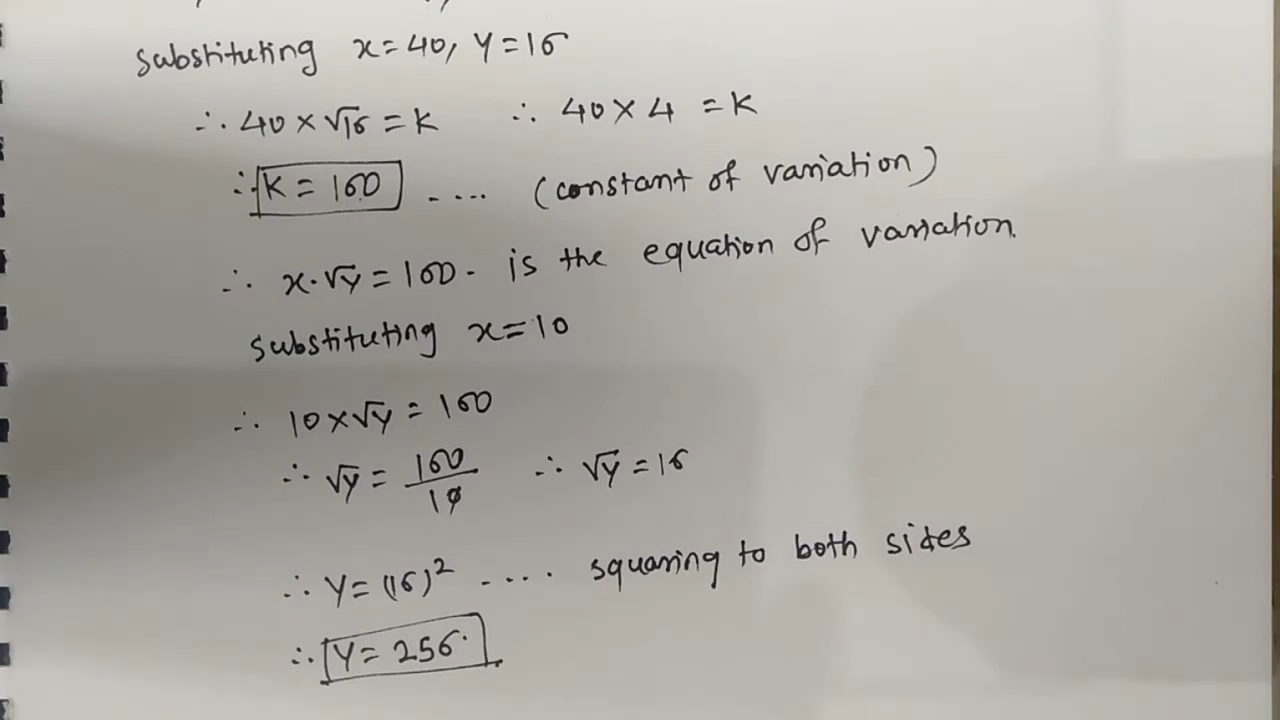 substituting x=40, Y=16
∴ 40×√16=K ∴ 40×4=K
∴ K=160 .... (constant of variation)
∴ x·√y=160. is the equation of variation.
substituting x=10
∴ 10×√y=160
∴ √y=160/10 ∴ √y=16
∴ Y=(16)² .... squaring to both sides
∴ Y=256.